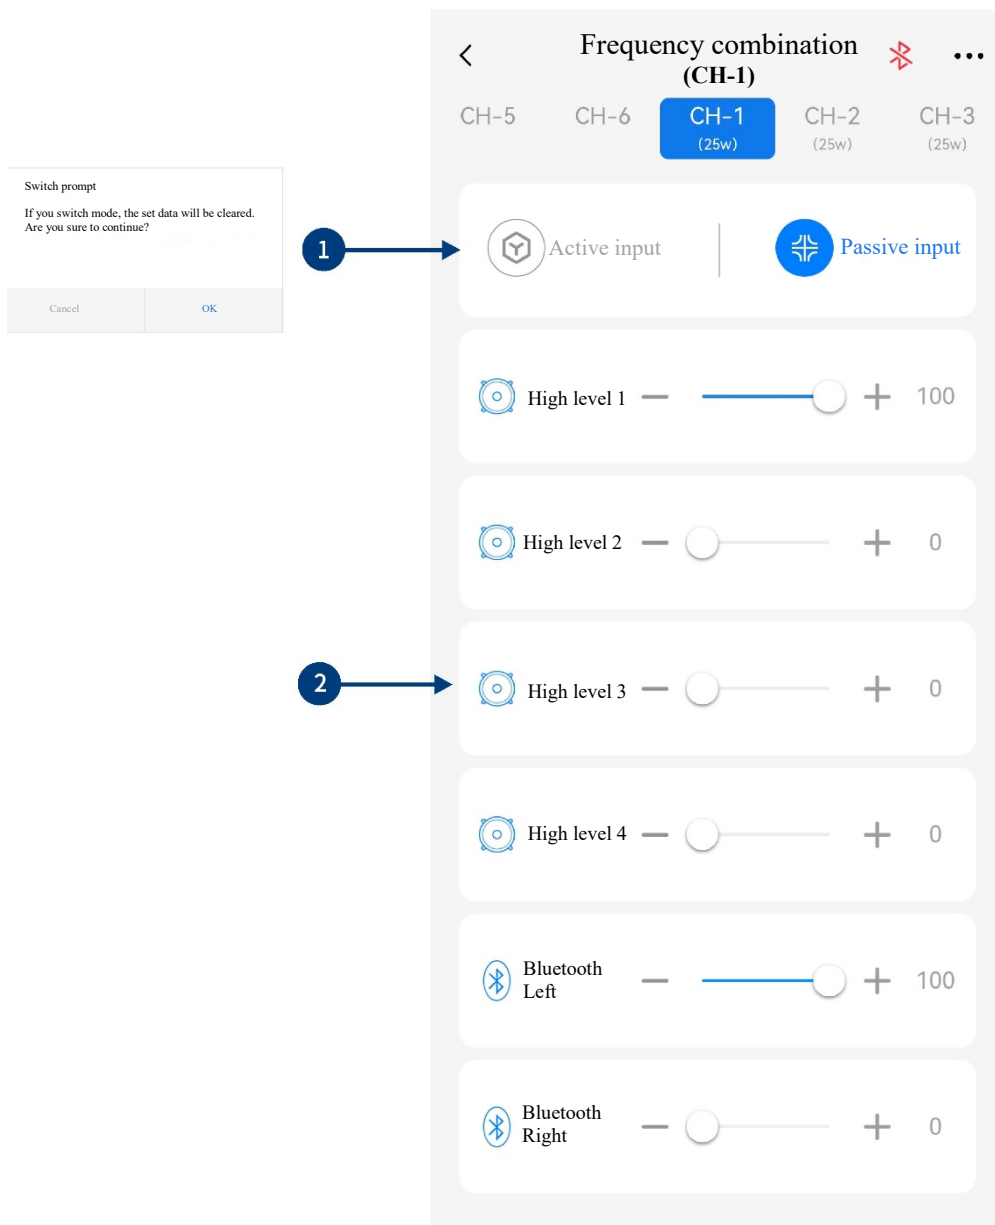 Frequency combination
(CH-1)
CH-5 CH-6 CH-1 CH-2 CH-3
(25w) (25w) (25w)
Switch prompt
If you switch mode, the set data will be cleared.
Are you sure to continue?
Cancel OK
1
Active input Passive input
High level 1 100
High level 2 0
2
High level 3 0
High level 4 0
Bluetooth
Left
100
Bluetooth
Right
0